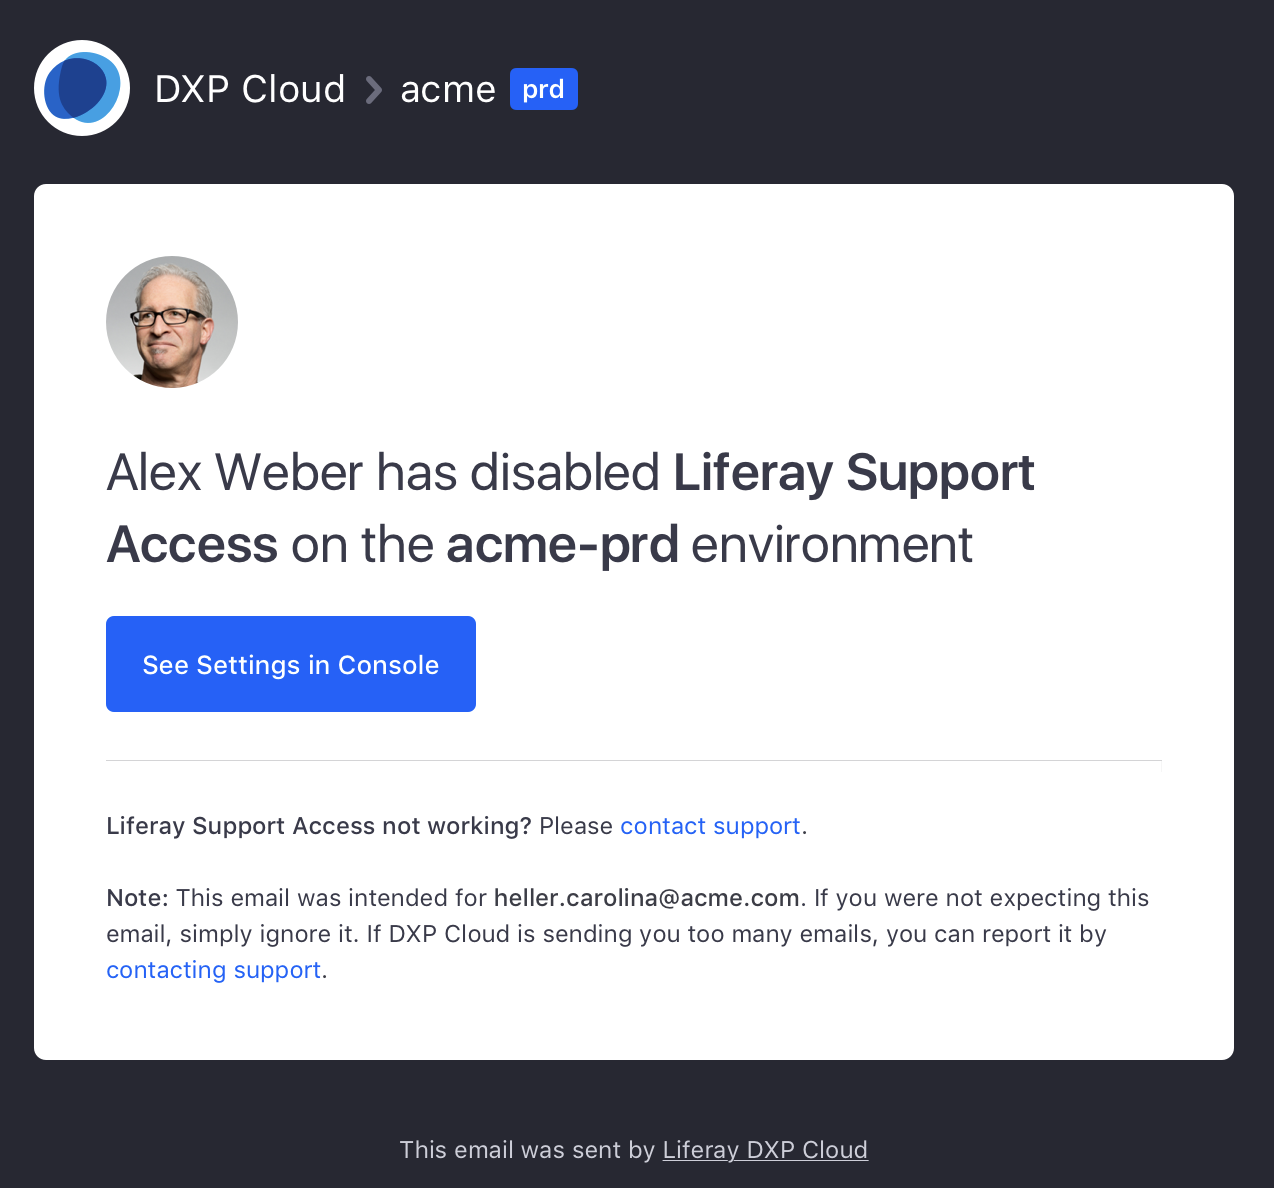 DXP Cloud > acme prd
Alex Weber has disabled Liferay Support
Access on the acme-prd environment
See Settings in Console
Liferay Support Access not working? Please contact support.
Note: This email was intended for heller.carolina@acme.com. If you were not expecting this
email, simply ignore it. If DXP Cloud is sending you too many emails, you can report it by
contacting support.
This email was sent by Liferay DXP Cloud